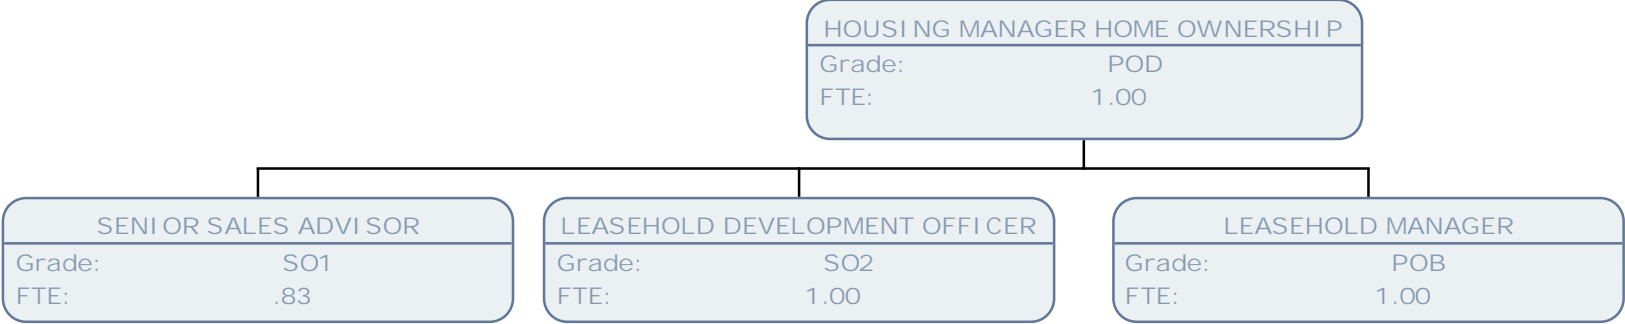 HOUSING MANAGER HOME OWNERSHIP
Grade: POD
FTE: 1.00
SENIOR SALES ADVISOR
Grade: SO1
FTE: .83
LEASEHOLD DEVELOPMENT OFFICER
Grade: SO2
FTE: 1.00
LEASEHOLD MANAGER
Grade: POB
FTE: 1.00